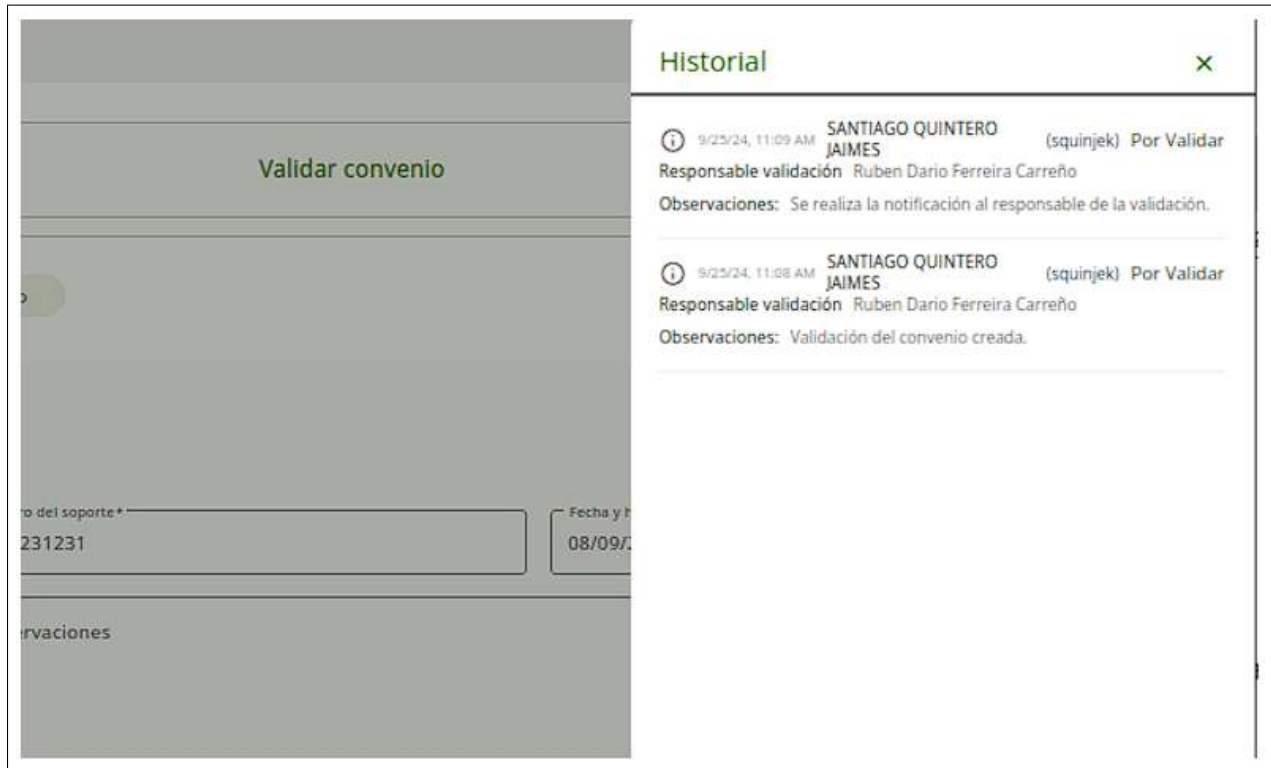 Historial
Validar convenio
9/25/24, 11:09 AM SANTIAGO QUINTERO JAIMES (squinjek) Por Validar
Responsable validación Ruben Dario Ferreira Carreño
Observaciones: Se realiza la notificación al responsable de la validación.
9/25/24, 11:08 AM SANTIAGO QUINTERO JAIMES (squinjek) Por Validar
Responsable validación Ruben Dario Ferreira Carreño
Observaciones: Validación del convenio creada.
o del soporte*
231231
Fecha y h
08/09/2
rvaciones